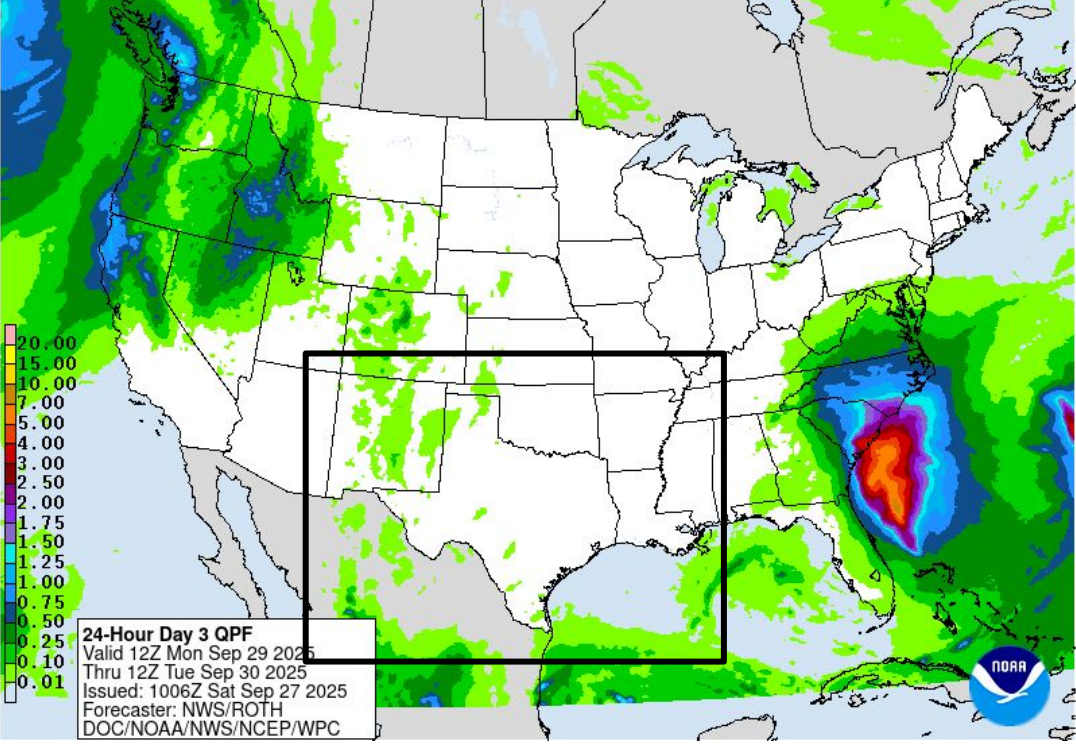 20.00
15.00
10.00
7.00
5.00
4.00
3.00
2.50
2.00
1.75
1.50
1.25
1.00
0.75
0.50
0.25
0.10
0.01
24-Hour Day 3 QPF
Valid 12Z Mon Sep 29 2025
Thru 12Z Tue Sep 30 2025
Issued: 1006Z Sat Sep 27 2025
Forecaster: NWS/ROTH
DOC/NOAA/NWS/NCEP/WPC
NOAA